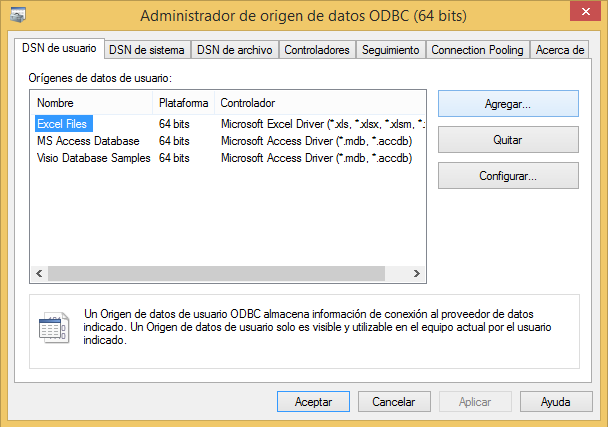 Administrador de origen de datos ODBC (64 bits)
DSN de usuario DSN de sistema DSN de archivo Controladores Seguimiento Connection Pooling Acerca de
Orígenes de datos de usuario:
Nombre Plataforma Controlador
Excel Files 64 bits Microsoft Excel Driver (*.xls, *.xlsx, *.xlsm, *.:
MS Access Database 64 bits Microsoft Access Driver (*.mdb, *.accdb)
Visio Database Samples 64 bits Microsoft Access Driver (*.mdb, *.accdb)
Agregar...
Quitar
Configurar...
Un Origen de datos de usuario ODBC almacena información de conexión al proveedor de datos
indicado. Un Origen de datos de usuario solo es visible y utilizable en el equipo actual por el usuario
indicado.
Aceptar Cancelar Aplicar Ayuda